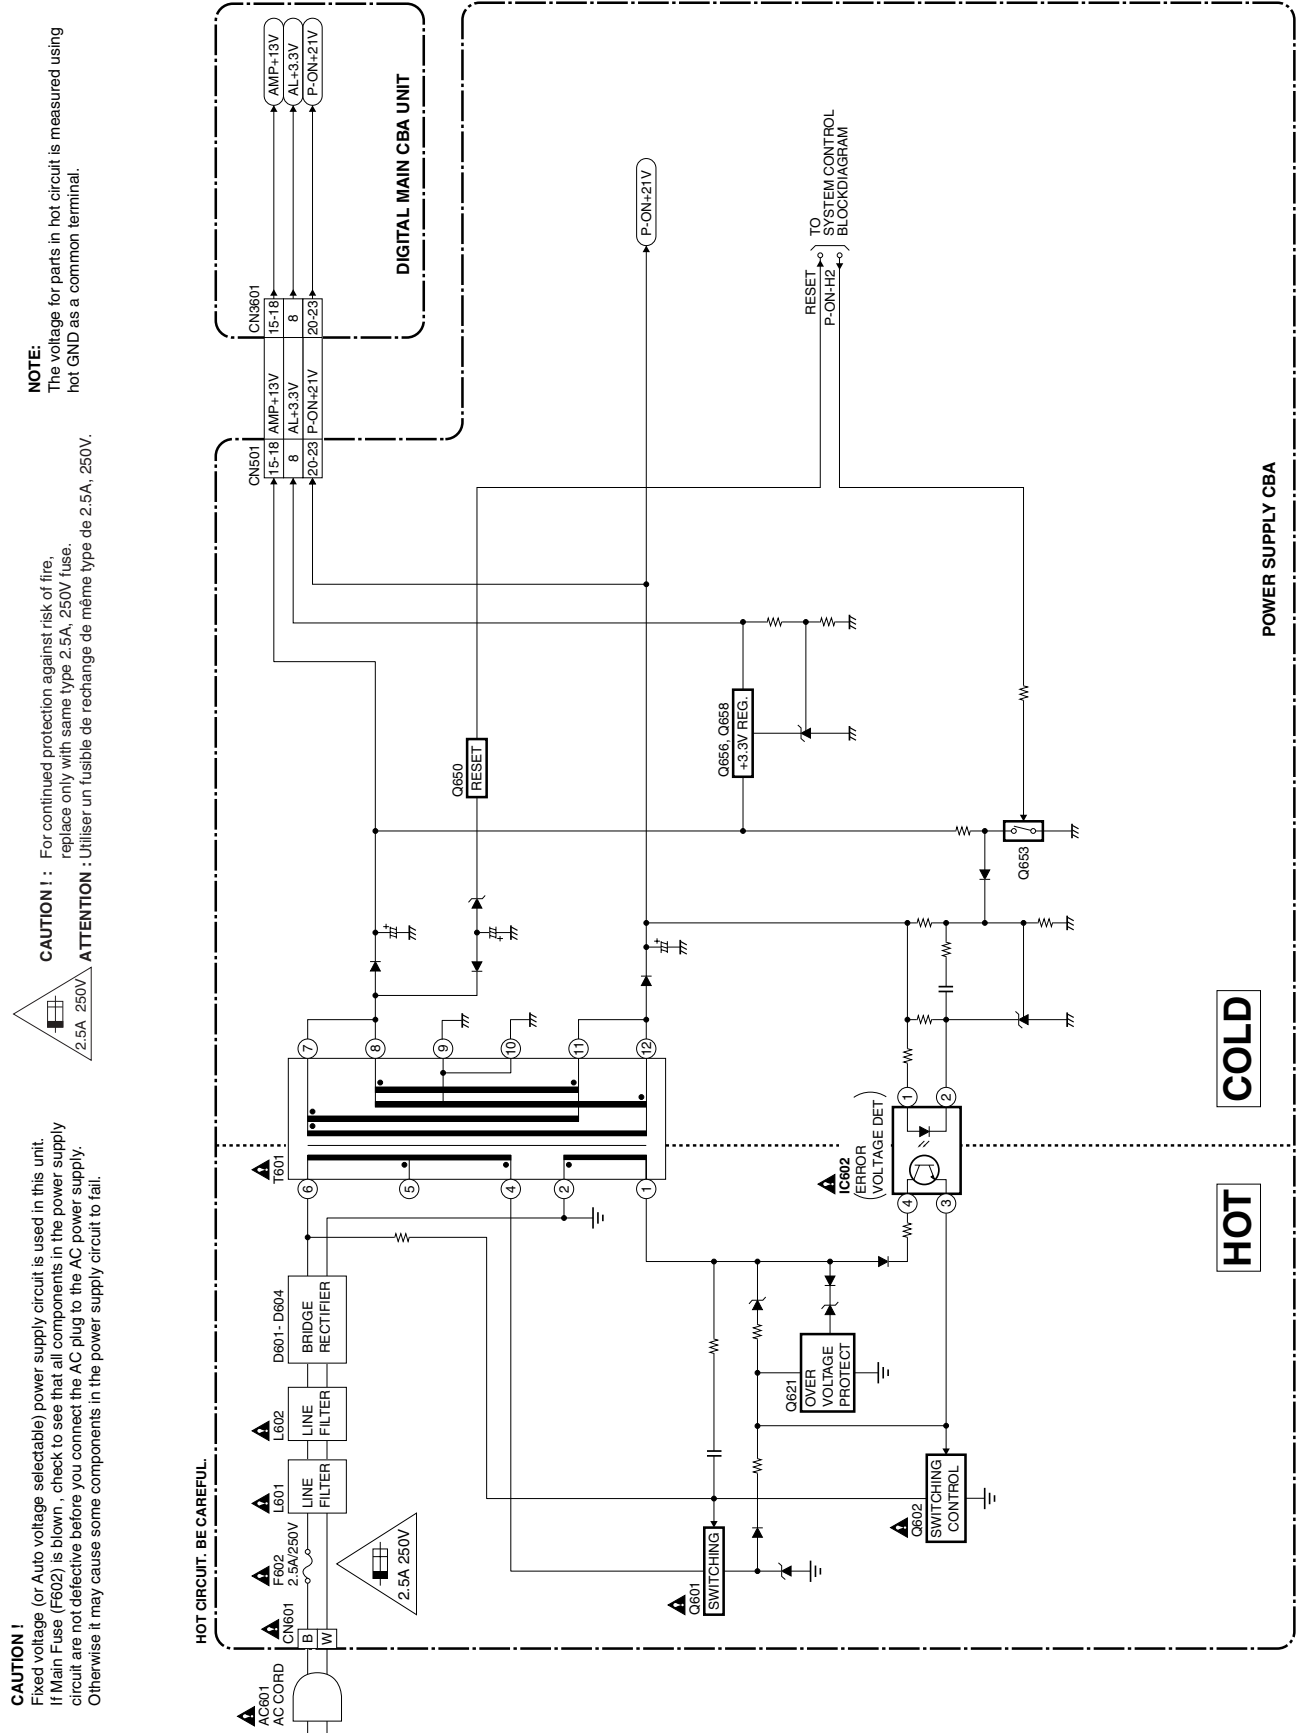 CAUTION !
Fixed voltage (or Auto voltage selectable) power supply circuit is used in this unit.
If Main Fuse (F602) is blown , check to see that all components in the power supply
circuit are not defective before you connect the AC plug to the AC power supply.
Otherwise it may cause some components in the power supply circuit to fail.
2.5A 250V
CAUTION ! : For continued protection against risk of fire,
replace only with same type 2.5A, 250V fuse.
ATTENTION : Utiliser un fusible de rechange de même type de 2.5A, 250V.
NOTE:
The voltage for parts in hot circuit is measured using
hot GND as a common terminal.
HOT CIRCUIT. BE CAREFUL.
AC601
AC CORD
CN601
B
W
F602
2.5A/250V
2.5A 250V
L601
LINE
FILTER
L602
LINE
FILTER
D601- D604
BRIDGE
RECTIFIER
T601
6
5
4
2
1
7
8
9
10
11
12
Q601
SWITCHING
Q602
SWITCHING
CONTROL
Q621
OVER
VOLTAGE
PROTECT
IC602
ERROR
VOLTAGE DET
4
3
1
2
HOT
COLD
Q650
RESET
Q656, Q658
+3.3V REG.
Q653
CN501
15-18
8
20-23
AMP+13V
AL+3.3V
P-ON+21V
CN3601
15-18
8
20-23
AMP+13V
AL+3.3V
P-ON+21V
DIGITAL MAIN CBA UNIT
P-ON+21V
RESET
P-ON-H2
TO
SYSTEM CONTROL
BLOCKDIAGRAM
POWER SUPPLY CBA